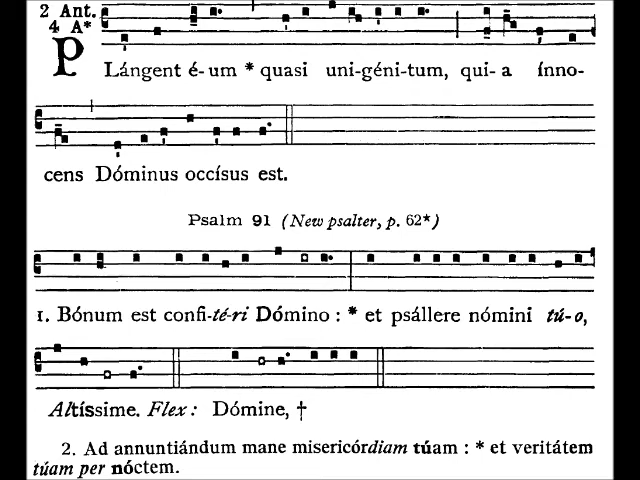 2 Ant.
4 A*
PLángent é-um * quasi uni-géni-tum, qui-a ínno-
cens Dóminus occísus est.
Psalm 91 (New psalter, p. 62*)
1. Bónum est confi-té-ri Dómino : * et psállere nómini tú-o,
Altíssime. Flex : Dómine, †
2. Ad annuntiándum mane misericórdiam túam : * et veritátem
túam per nóctem.